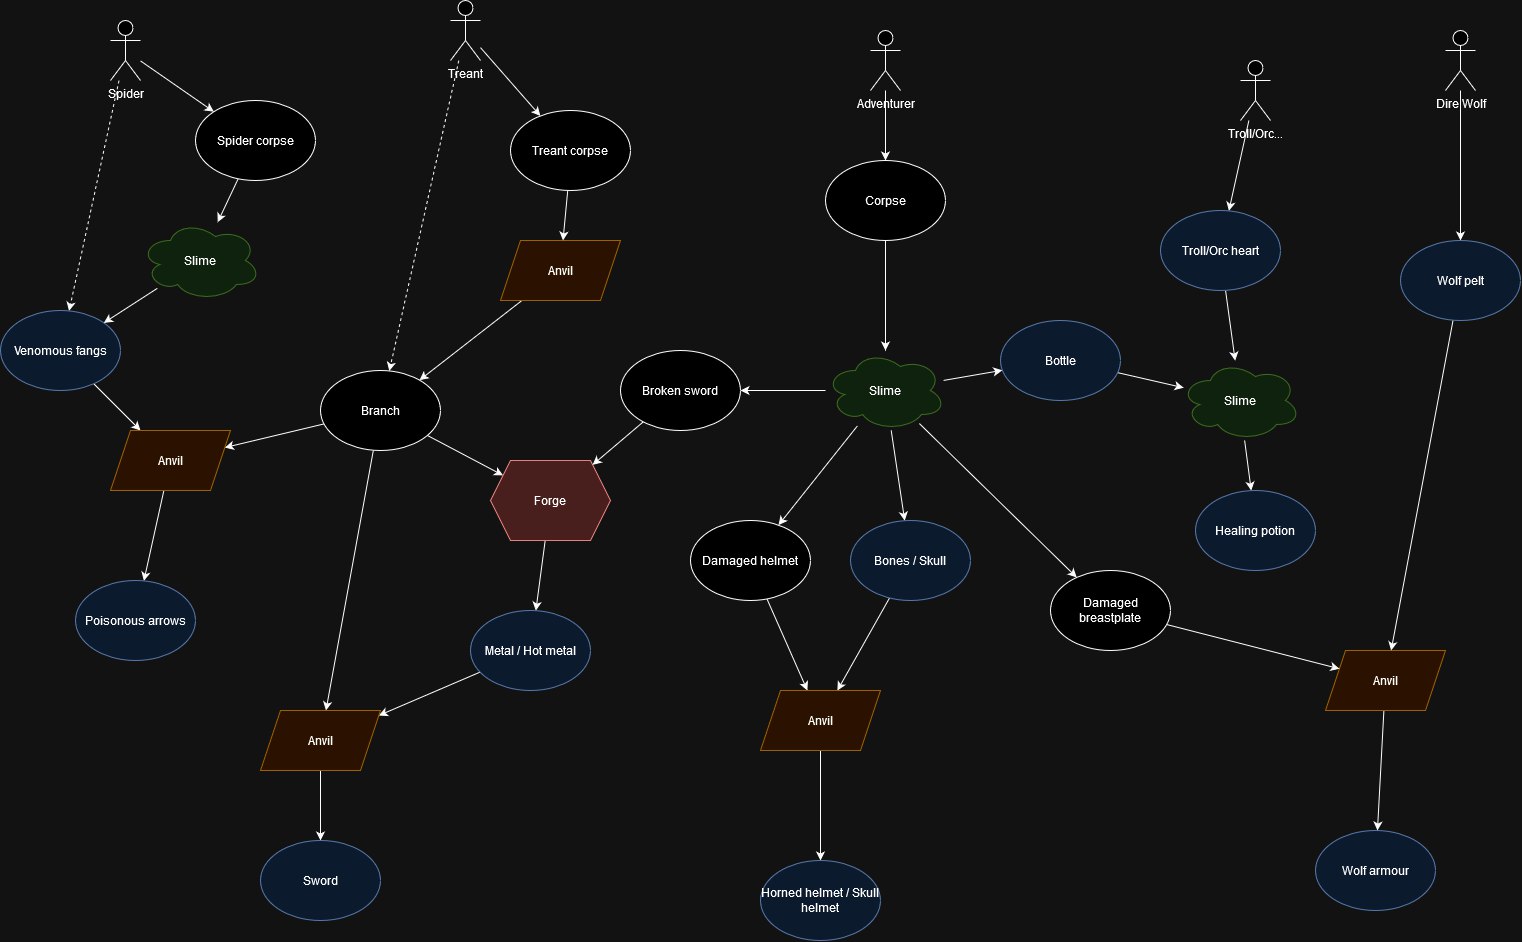 Treant
Spider
Adventurer
Dire Wolf
Troll/Orc...
Spider corpse
Treant corpse
Corpse
Troll/Orc heart
Slime
Anvil
Wolf pelt
Venomous fangs
Bottle
Broken sword
Slime
Slime
Branch
Anvil
Forge
Healing potion
Damaged helmet
Bones / Skull
Damaged
breastplate
Poisonous arrows
Metal / Hot metal
Anvil
Anvil
Anvil
Wolf armour
Sword
Horned helmet / Skull
helmet